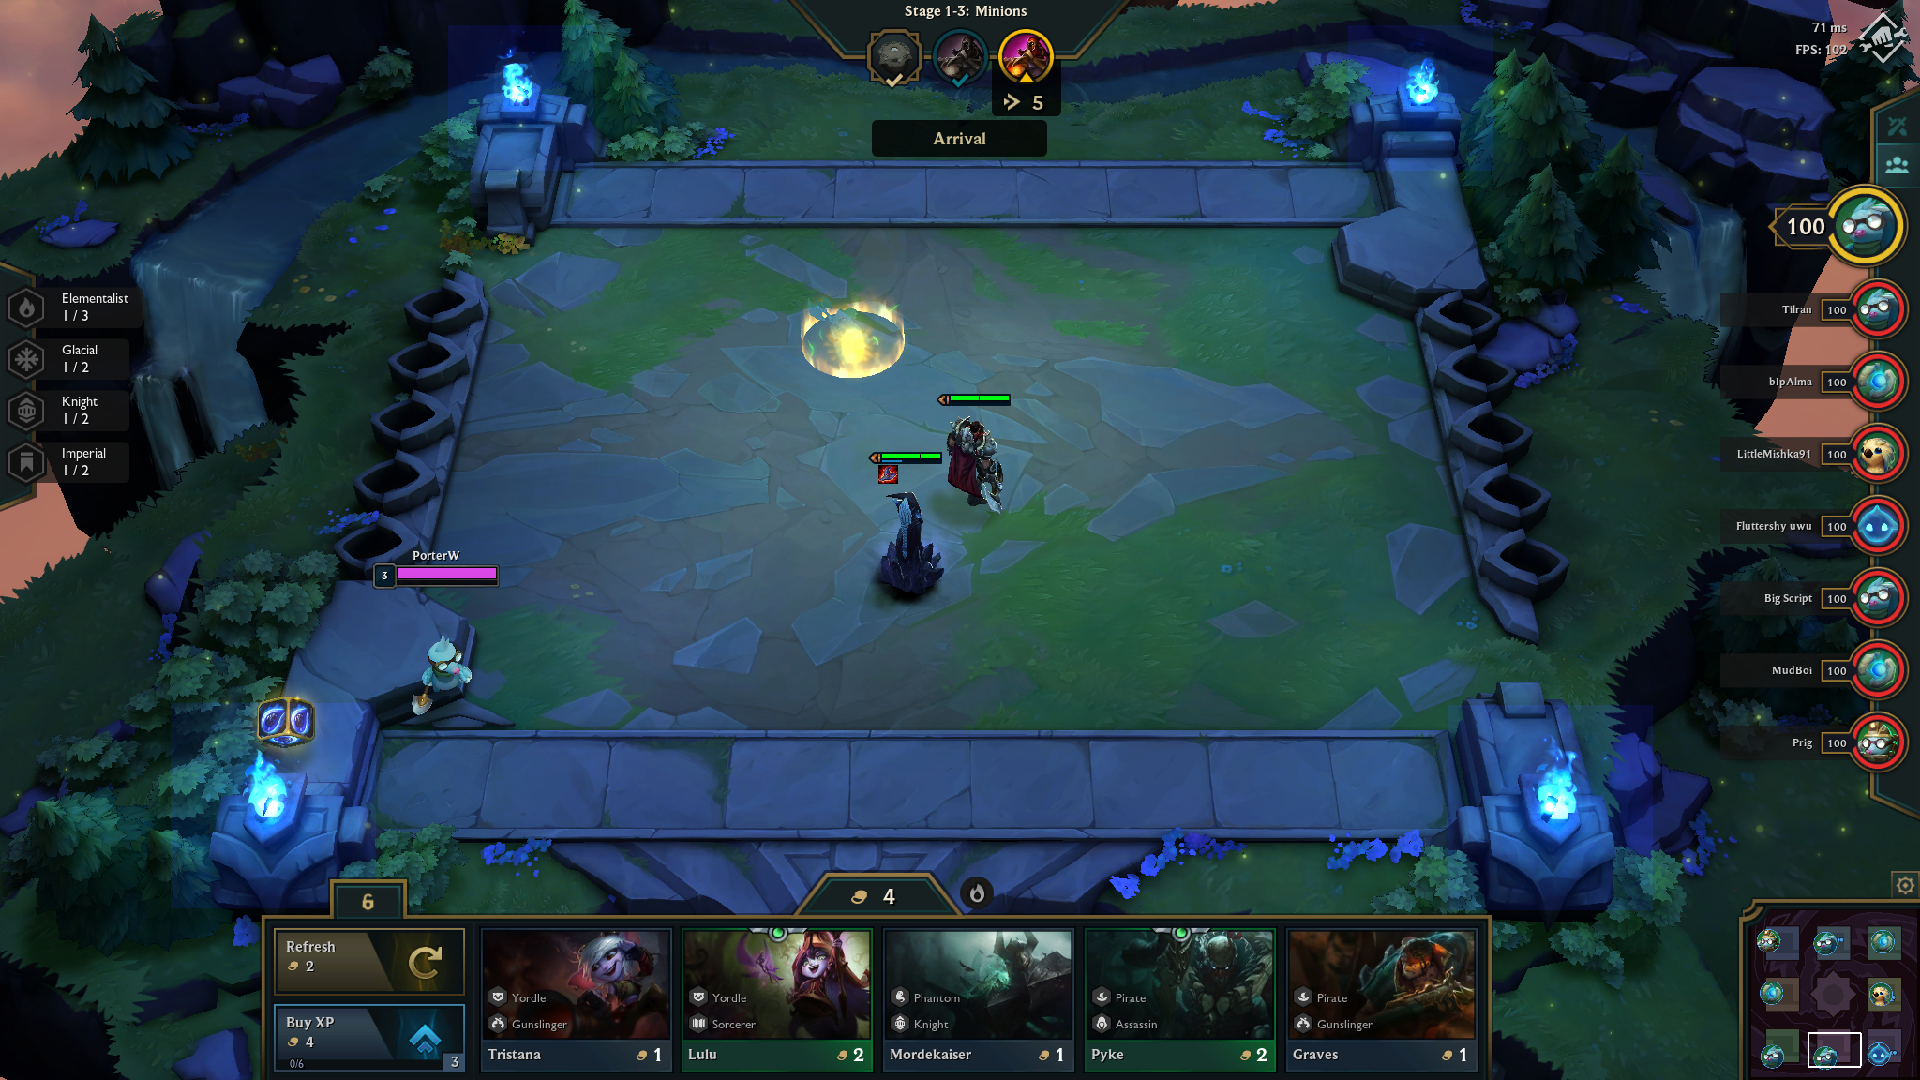 Stage 1-3: Minions
71 ms
FPS: 102
5
Arrival
100
Elementalist
1 / 3
Glacial
1 / 2
Knight
1 / 2
Imperial
1 / 2
Tilran 100
bipAlma 100
LittleMishka91 100
Fluttershy uwu 100
Big Script 100
MudBoi 100
Prig 100
PorterW
3
6
4
Refresh
2
Buy XP
4
0/6
3
Yordle
Gunslinger
Tristana 1
Yordle
Sorcerer
Lulu 2
Phantom
Knight
Mordekaiser 1
Pirate
Assassin
Pyke 2
Pirate
Gunslinger
Graves 1